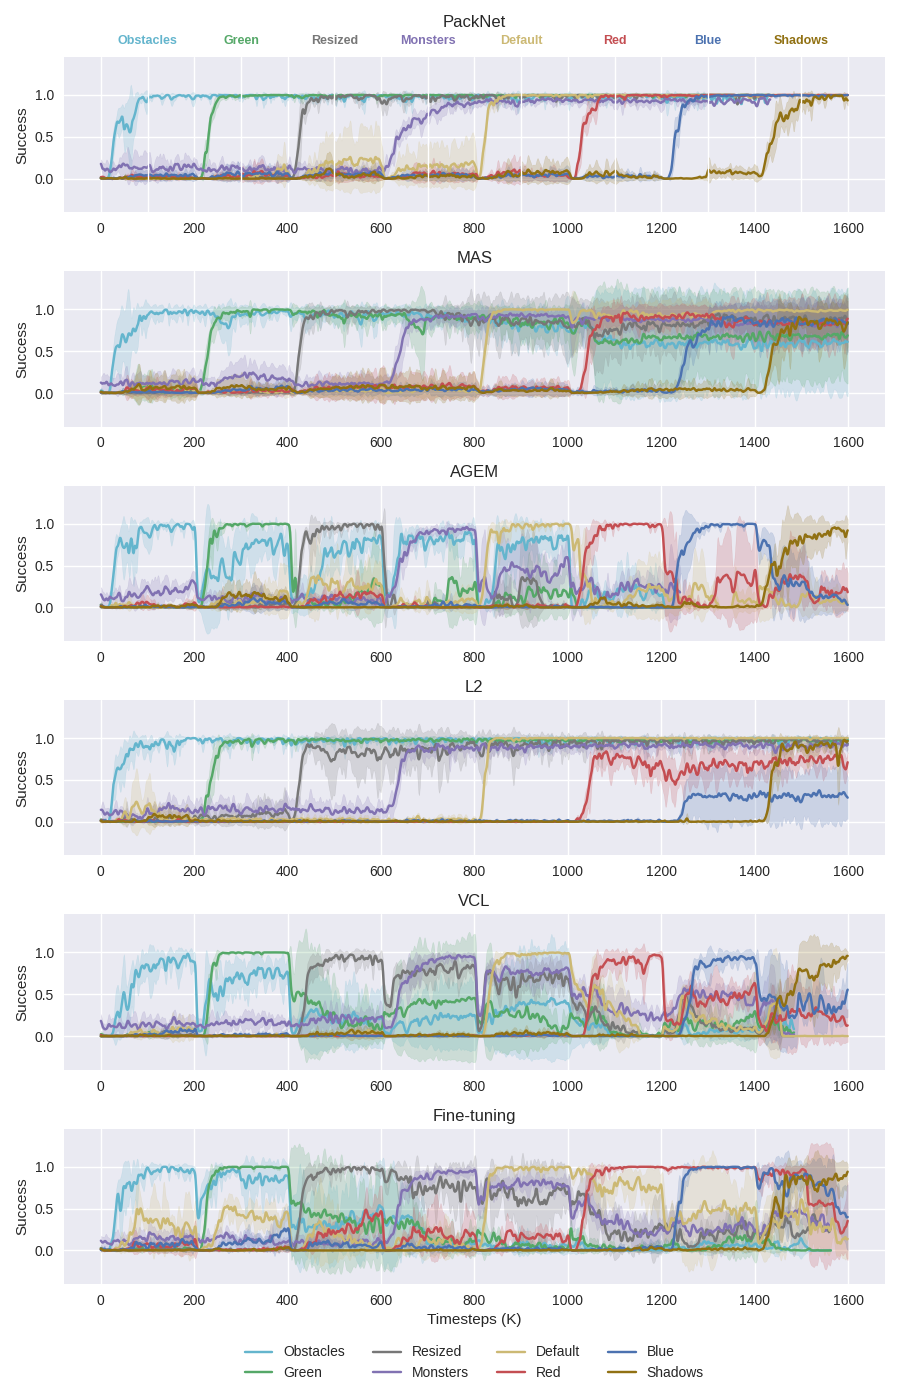 PackNet
Obstacles Green Resized Monsters Default Red Blue Shadows
Success
1.0
0.5
0.0
0 200 400 600 800 1000 1200 1400 1600
MAS
Success
1.0
0.5
0.0
0 200 400 600 800 1000 1200 1400 1600
AGEM
Success
1.0
0.5
0.0
0 200 400 600 800 1000 1200 1400 1600
L2
Success
1.0
0.5
0.0
0 200 400 600 800 1000 1200 1400 1600
VCL
Success
1.0
0.5
0.0
0 200 400 600 800 1000 1200 1400 1600
Fine-tuning
Success
1.0
0.5
0.0
0 200 400 600 800 1000 1200 1400 1600
Timesteps (K)
Obstacles Resized Default Blue
Green Monsters Red Shadows